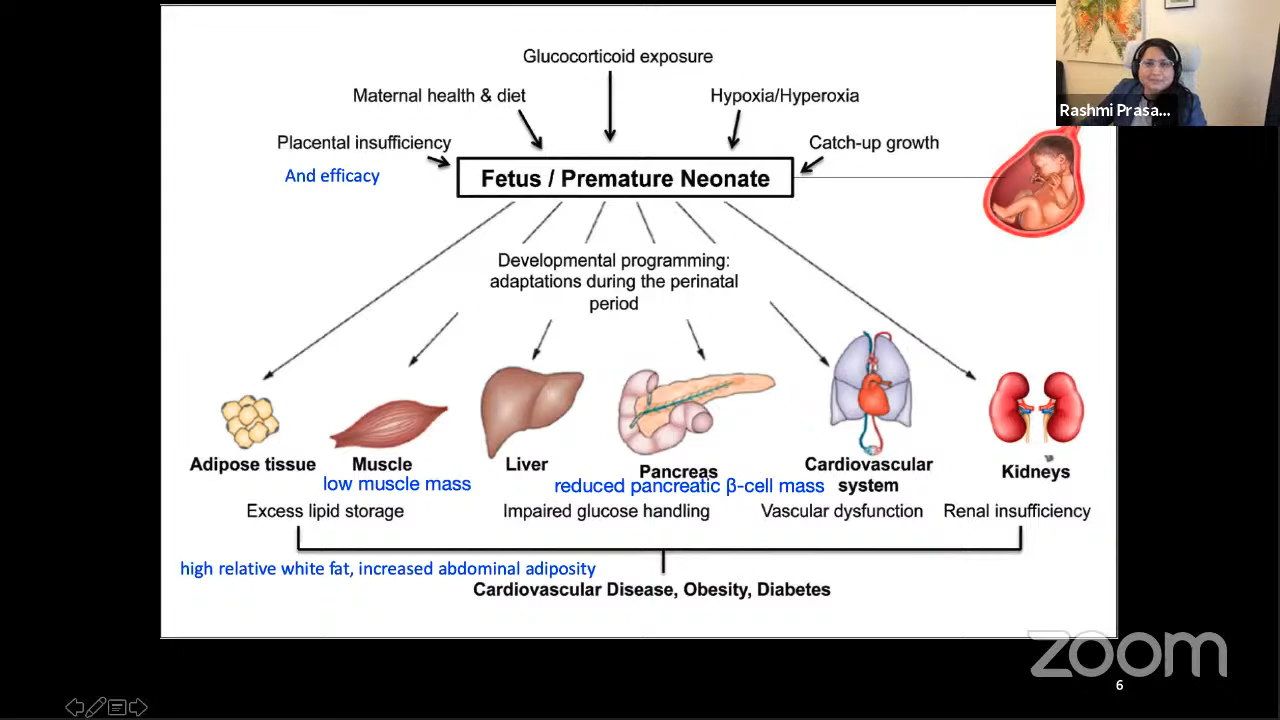 Glucocorticoid exposure
Maternal health & diet
Hypoxia/Hyperoxia
Rashmi Prasa...
Placental insufficiency
Catch-up growth
And efficacy
Fetus / Premature Neonate
Developmental programming:
adaptations during the perinatal
period
Adipose tissue
Muscle
Liver
Pancreas
Cardiovascular
system
Kidneys
low muscle mass
reduced pancreatic β-cell mass
Excess lipid storage
Impaired glucose handling
Vascular dysfunction
Renal insufficiency
high relative white fat, increased abdominal adiposity
Cardiovascular Disease, Obesity, Diabetes
zoom
6